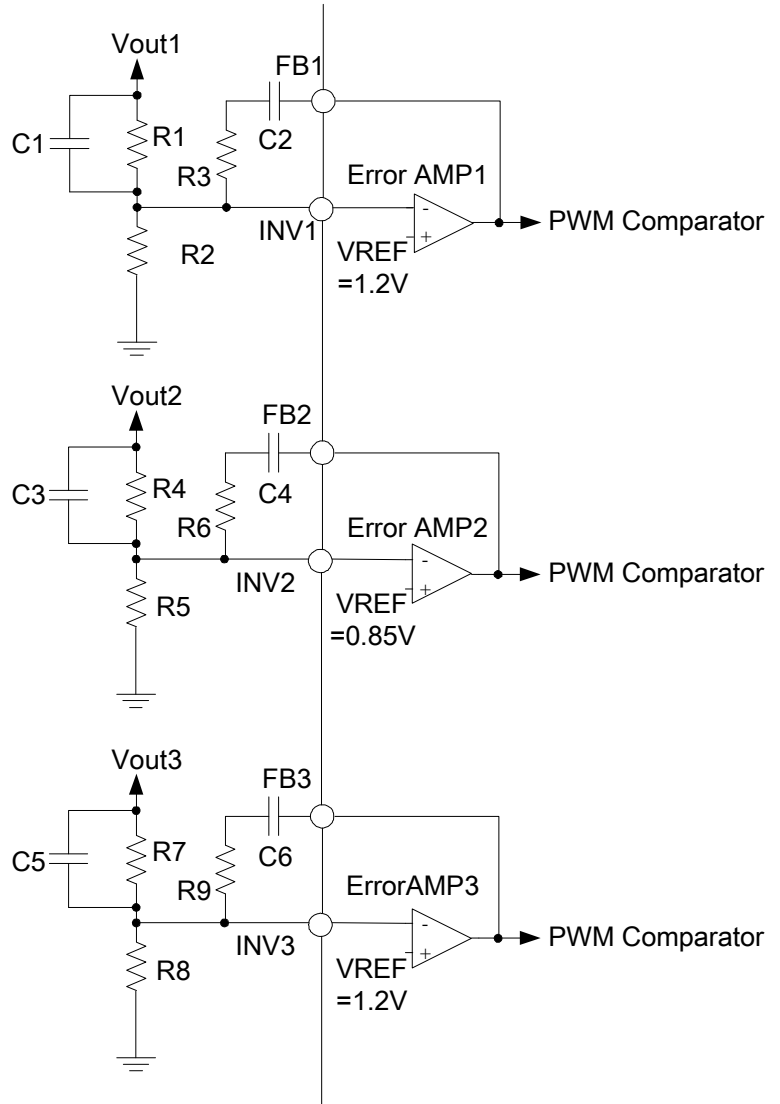 Vout1
FB1
C1
R1
C2
R3
Error AMP1
INV1
R2
VREF
=1.2V
PWM Comparator
Vout2
FB2
C3
R4
C4
R6
Error AMP2
INV2
R5
VREF
=0.85V
PWM Comparator
Vout3
FB3
C5
R7
C6
R9
ErrorAMP3
INV3
R8
VREF
=1.2V
PWM Comparator